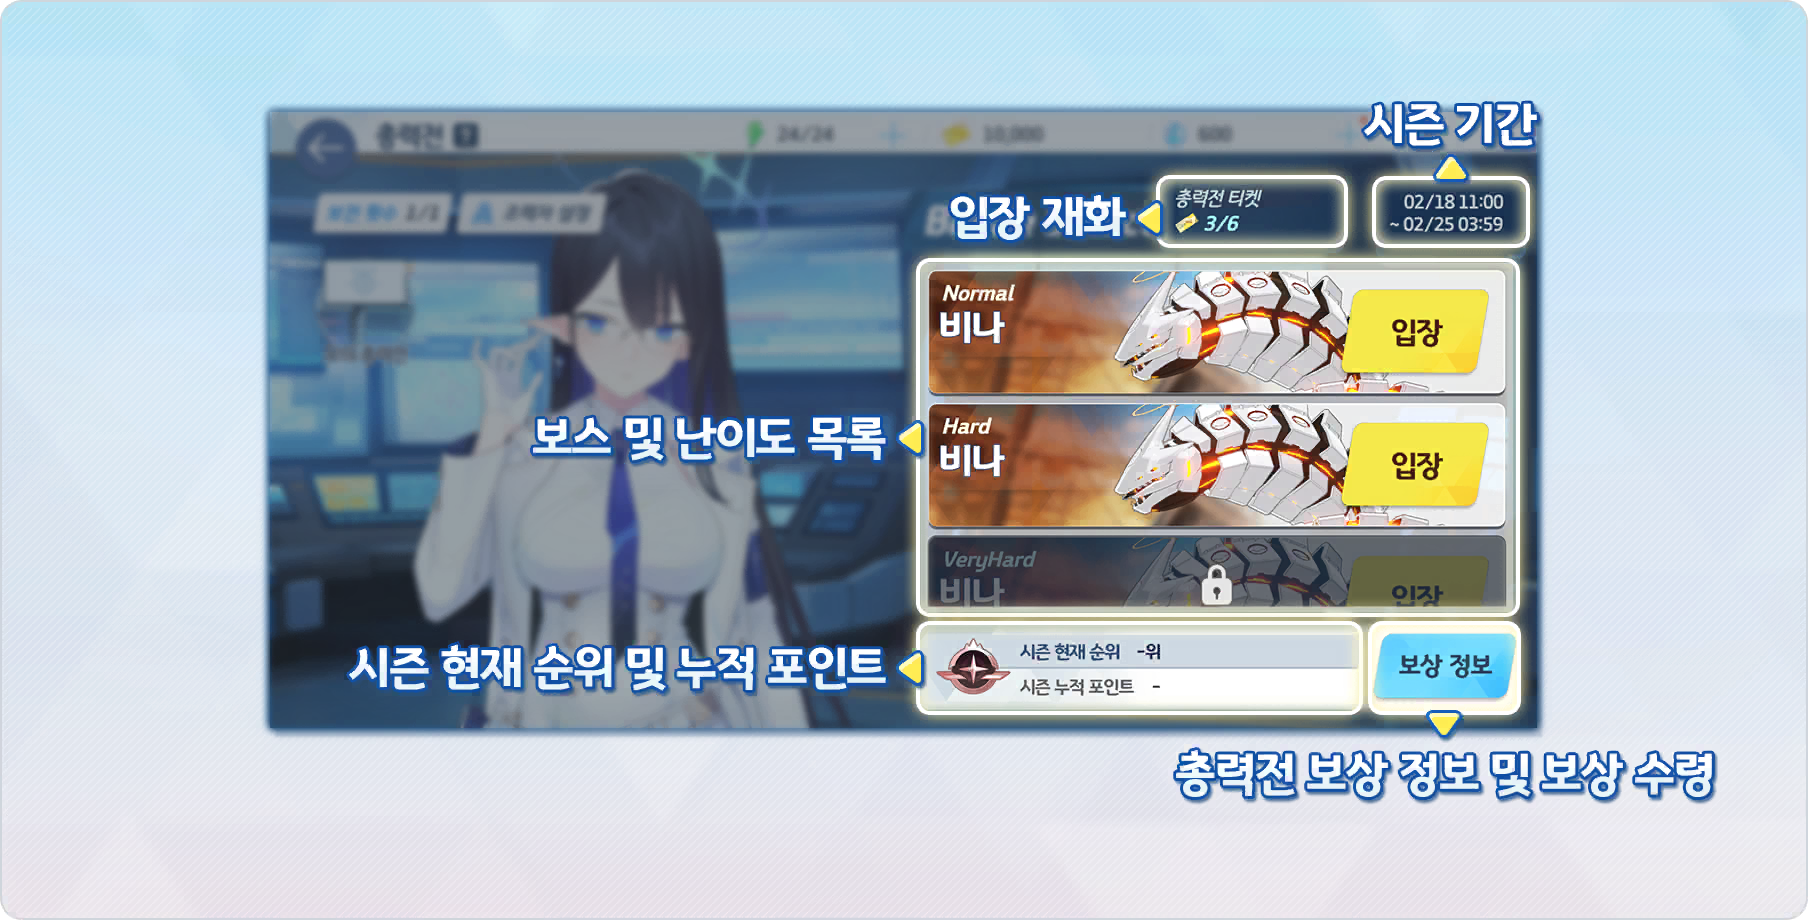 시즌 기간
총력전
24/24
10,000
600
입장 재화
총력전 티켓
3/6
02/18 11:00
~ 02/25 03:59
Normal
비나
입장
Hard
비나
입장
보스 및 난이도 목록
VeryHard
비나
입장
시즌 현재 순위 및 누적 포인트
시즌 현재 순위 -위
시즌 누적 포인트 -
보상 정보
총력전 보상 정보 및 보상 수령